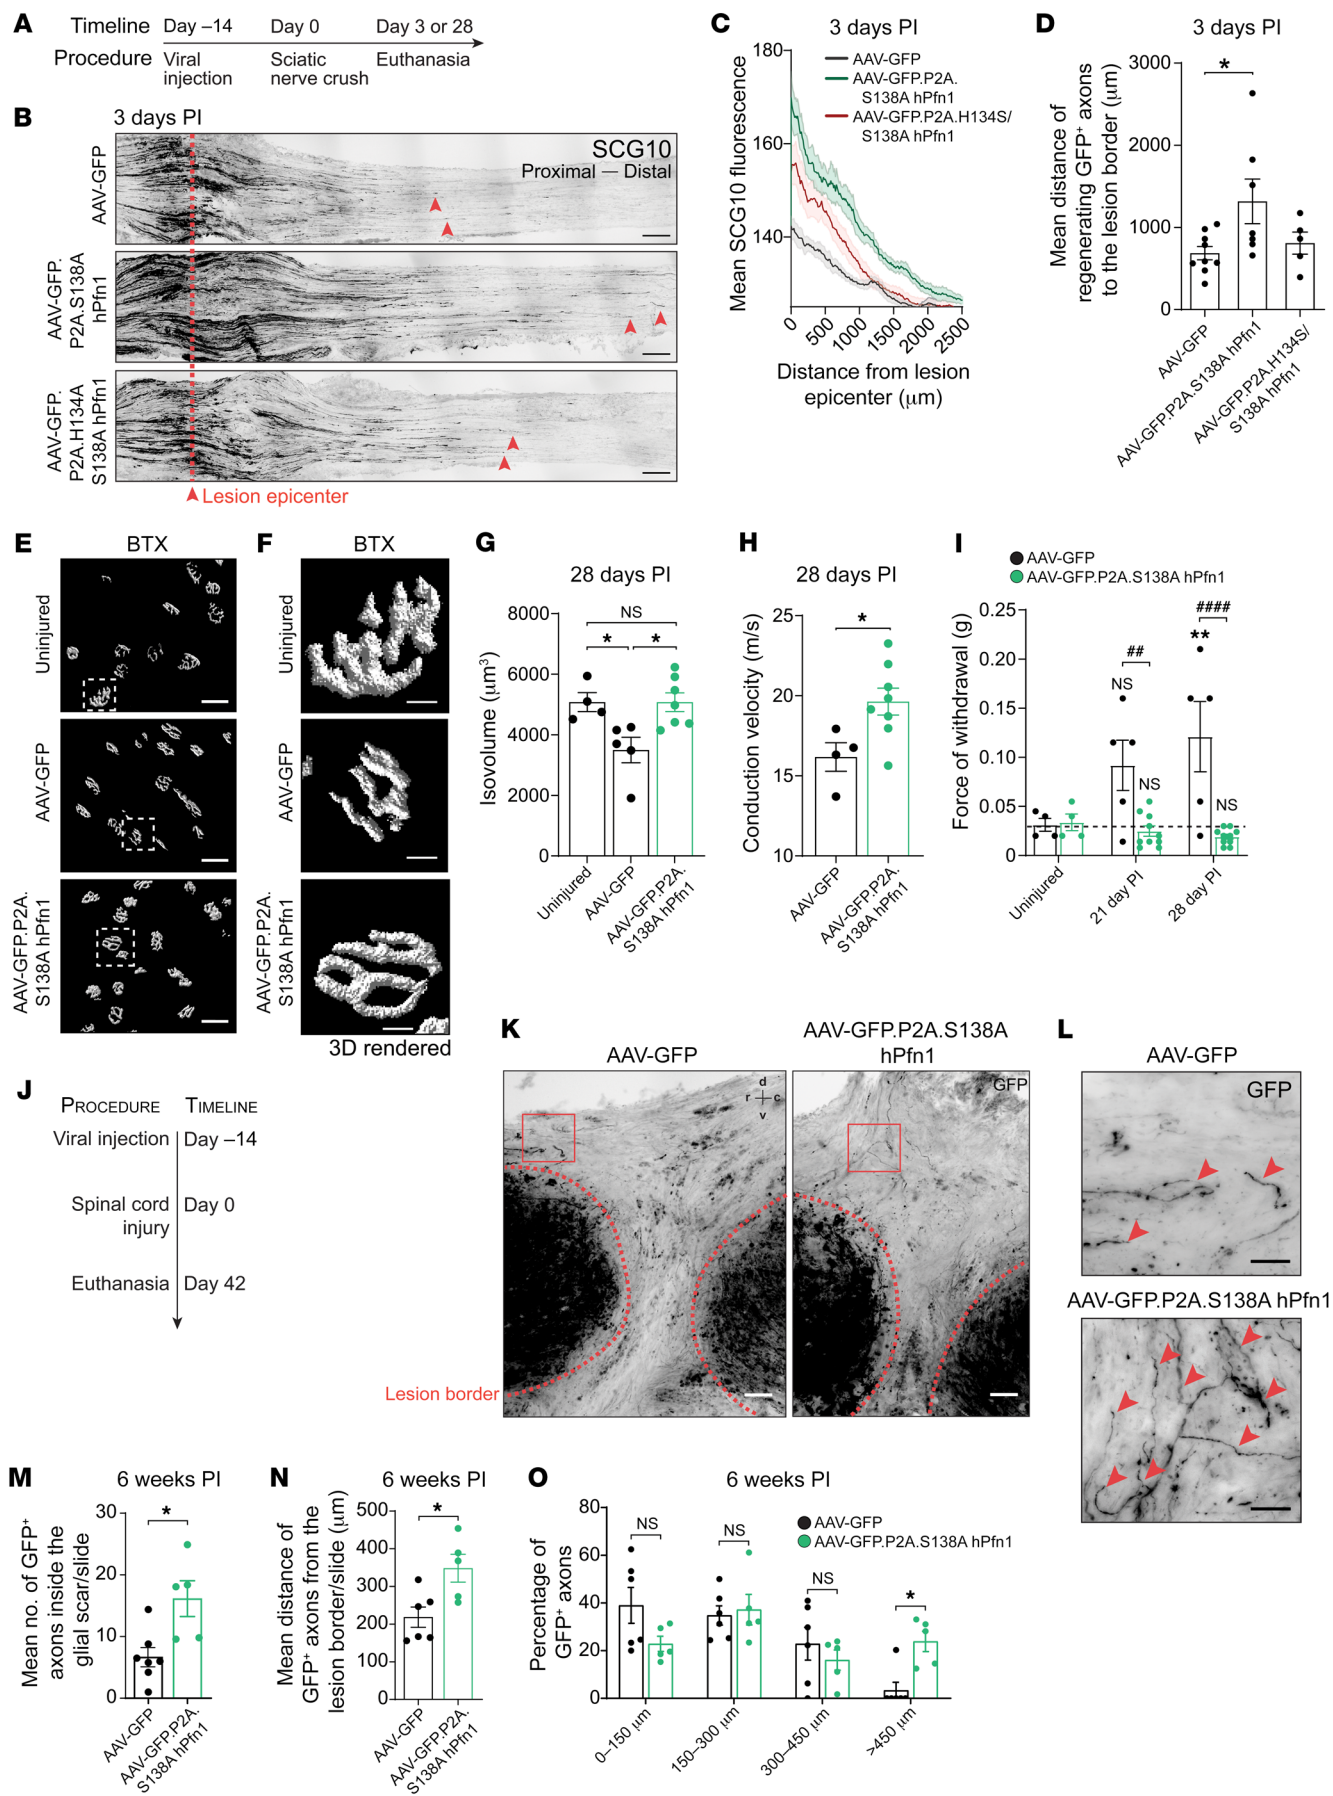 A
Timeline Day –14 Day 0 Day 3 or 28
Procedure Viral injection Sciatic nerve crush Euthanasia
B
3 days PI
AAV-GFP
SCG10
Proximal — Distal
AAV-GFP.
P2A.S138A
hPfn1
AAV-GFP.
P2A.H134A
S138A hPfn1
Lesion epicenter
C
3 days PI
AAV-GFP
AAV-GFP.P2A.
S138A hPfn1
AAV-GFP.P2A.H134S/
S138A hPfn1
Mean SCG10 fluorescence
180
160
140
0 500 1000 1500 2000 2500
Distance from lesion
epicenter (μm)
D
3 days PI
Mean distance of
regenerating GFP+ axons
to the lesion border (μm)
3000
2000
1000
0
*
AAV-GFP
AAV-GFP.P2A.S138A hPfn1
AAV-GFP.P2A.H134S/
S138A hPfn1
E
BTX
Uninjured
AAV-GFP
AAV-GFP.P2A.
S138A hPfn1
F
BTX
Uninjured
AAV-GFP
AAV-GFP.P2A.
S138A hPfn1
3D rendered
G
28 days PI
Isovolume (μm3)
8000
6000
4000
2000
0
NS
* *
Uninjured
AAV-GFP
AAV-GFP.P2A.
S138A hPfn1
H
28 days PI
Conduction velocity (m/s)
25
20
15
10
*
AAV-GFP
AAV-GFP.P2A.
S138A hPfn1
I
AAV-GFP
AAV-GFP.P2A.S138A hPfn1
Force of withdrawal (g)
0.25
0.20
0.15
0.10
0.05
0
####
**
##
NS
NS
NS
Uninjured
21 day PI
28 day PI
J
PROCEDURE TIMELINE
Viral injection Day –14
Spinal cord
injury
Day 0
Euthanasia Day 42
K
AAV-GFP
AAV-GFP.P2A.S138A
hPfn1
d
r c
v
GFP
Lesion border
L
AAV-GFP
GFP
AAV-GFP.P2A.S138A hPfn1
M
6 weeks PI
Mean no. of GFP+
axons inside the
glial scar/slide
30
20
10
0
*
AAV-GFP
AAV-GFP.P2A.
S138A hPfn1
N
6 weeks PI
Mean distance of
GFP+ axons from the
lesion border/slide (μm)
500
400
300
200
100
0
*
AAV-GFP
AAV-GFP.P2A.
S138A hPfn1
O
6 weeks PI
Percentage of
GFP+ axons
80
60
40
20
0
AAV-GFP
AAV-GFP.P2A.S138A hPfn1
NS
NS
NS
*
0–150 μm
150–300 μm
300–450 μm
>450 μm